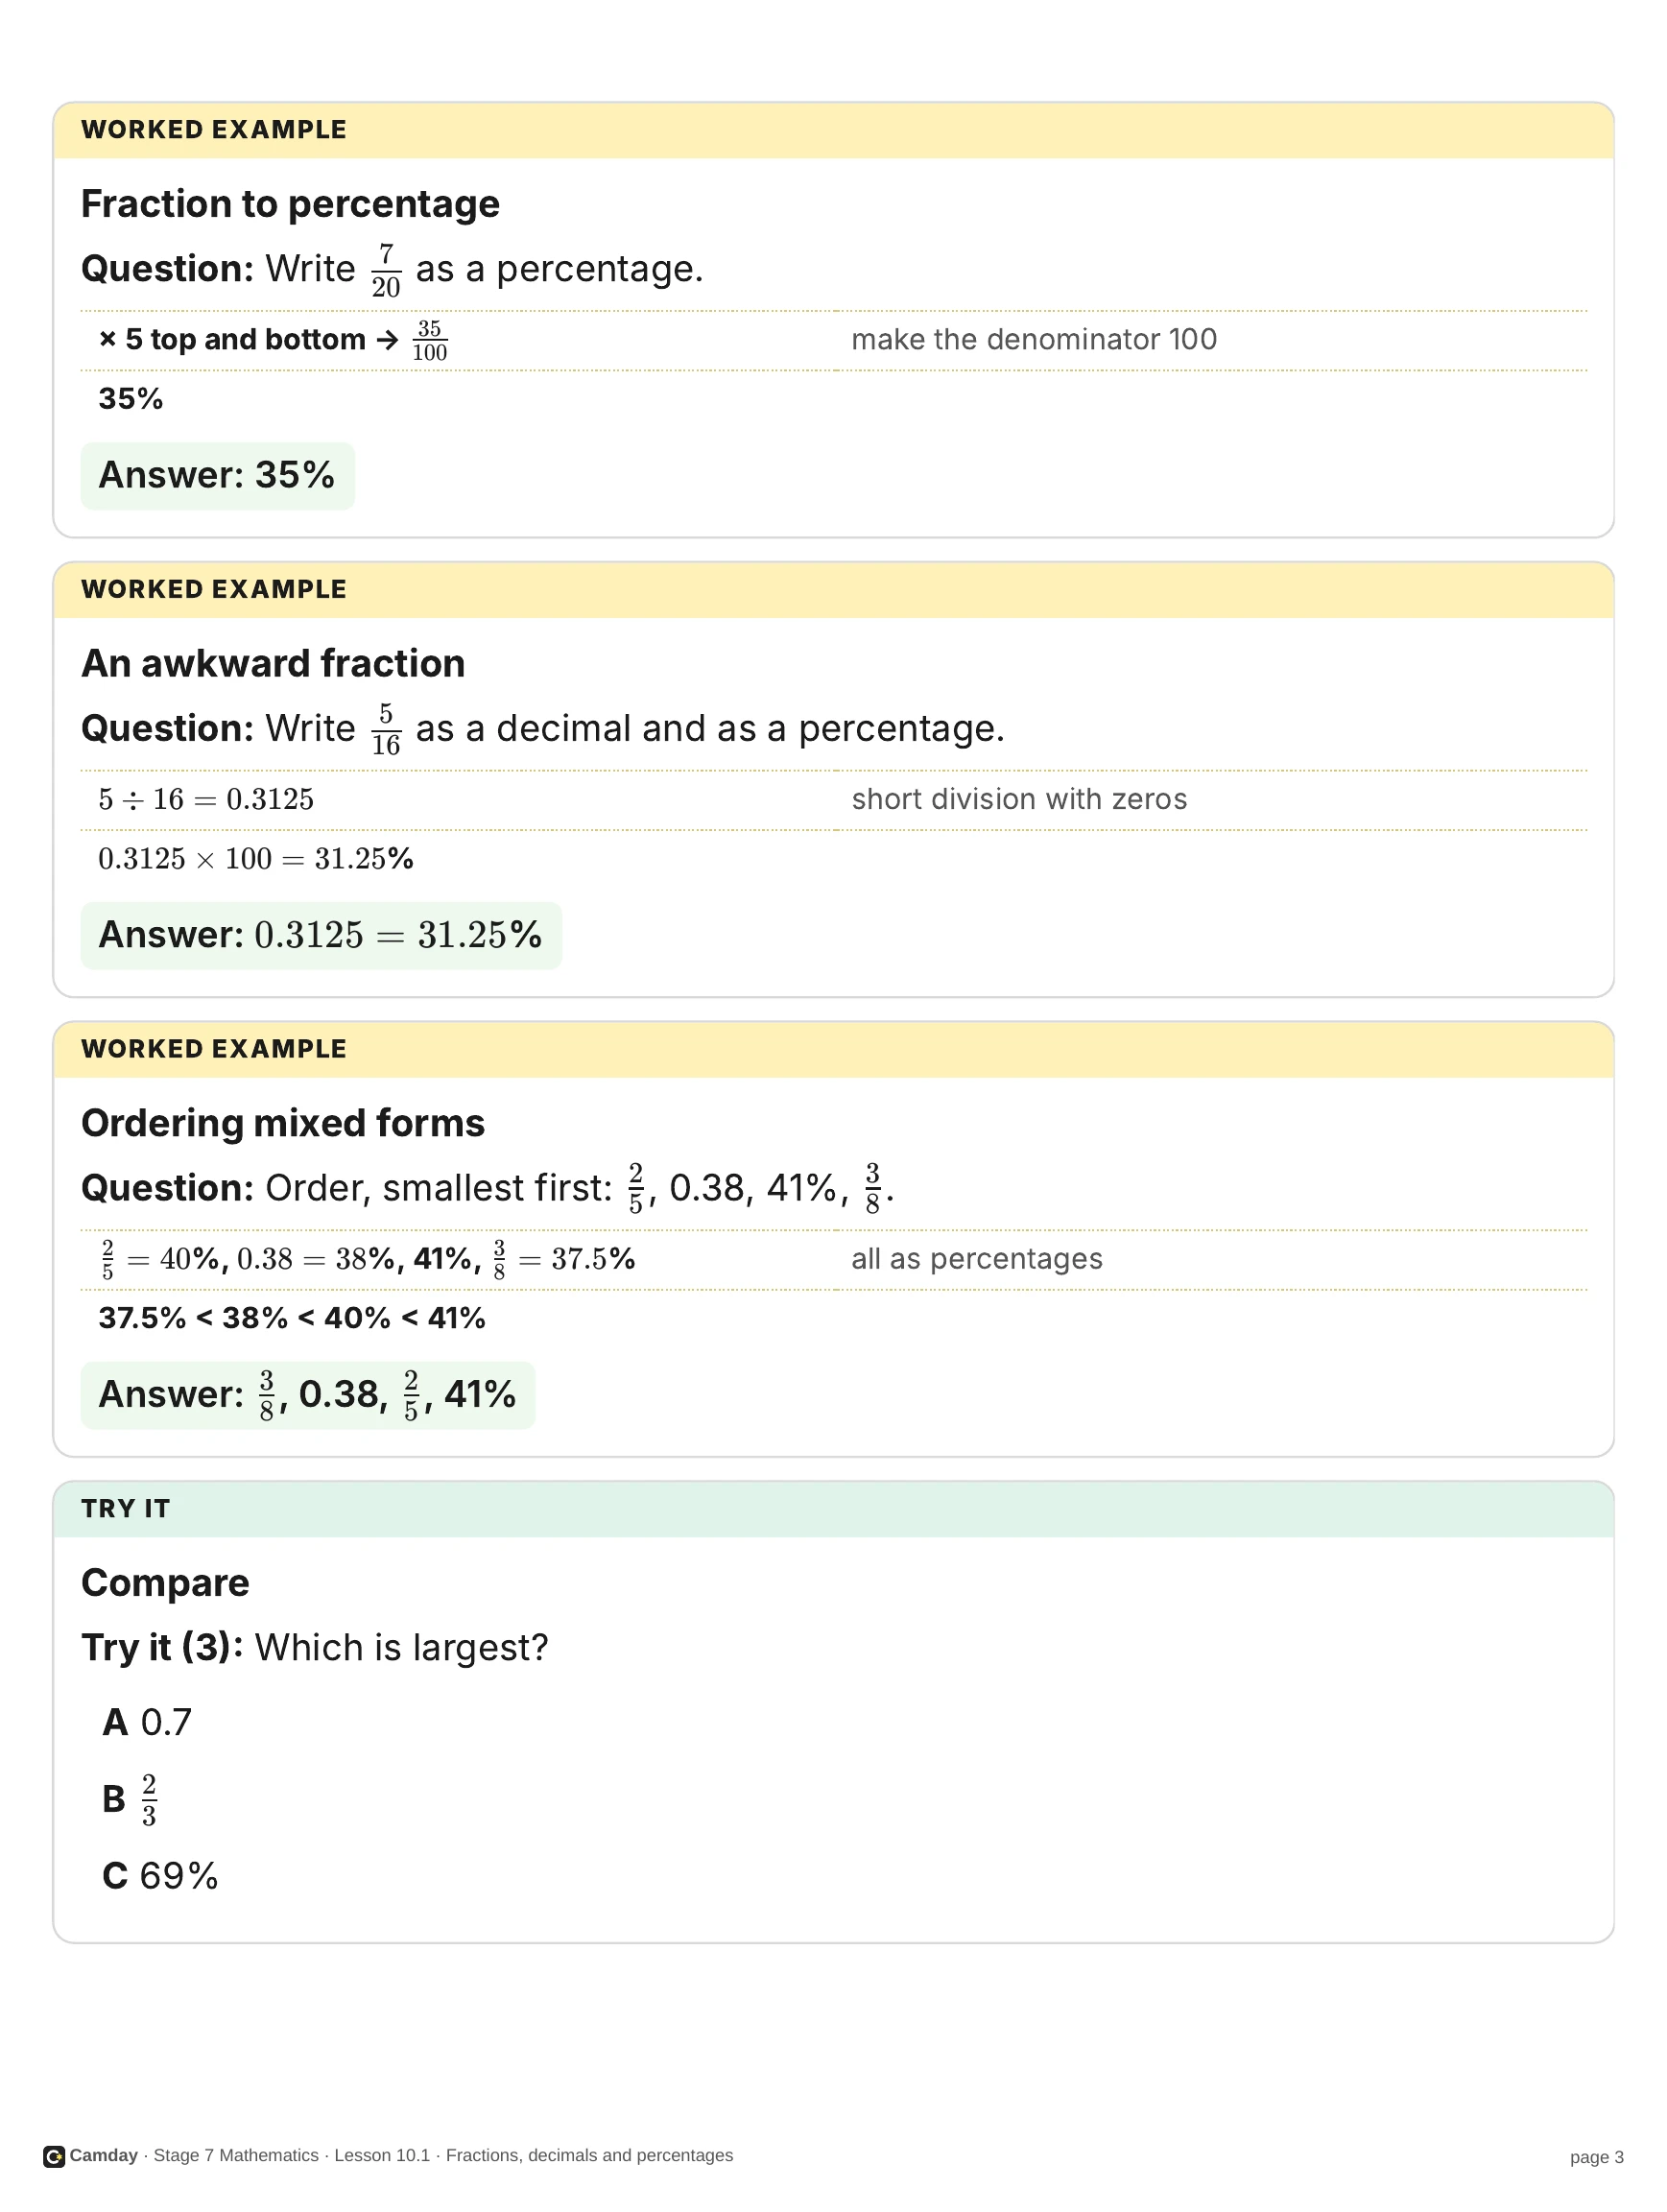 WORKED EXAMPLE
Fraction to percentage
Question: Write 7/20 as a percentage.
× 5 top and bottom → 35/100 make the denominator 100
35%
Answer: 35%
WORKED EXAMPLE
An awkward fraction
Question: Write 5/16 as a decimal and as a percentage.
5 ÷ 16 = 0.3125 short division with zeros
0.3125 × 100 = 31.25%
Answer: 0.3125 = 31.25%
WORKED EXAMPLE
Ordering mixed forms
Question: Order, smallest first: 2/5, 0.38, 41%, 3/8.
2/5 = 40%, 0.38 = 38%, 41%, 3/8 = 37.5% all as percentages
37.5% < 38% < 40% < 41%
Answer: 3/8, 0.38, 2/5, 41%
TRY IT
Compare
Try it (3): Which is largest?
A 0.7
B 2/3
C 69%
Camday · Stage 7 Mathematics · Lesson 10.1 · Fractions, decimals and percentages page 3